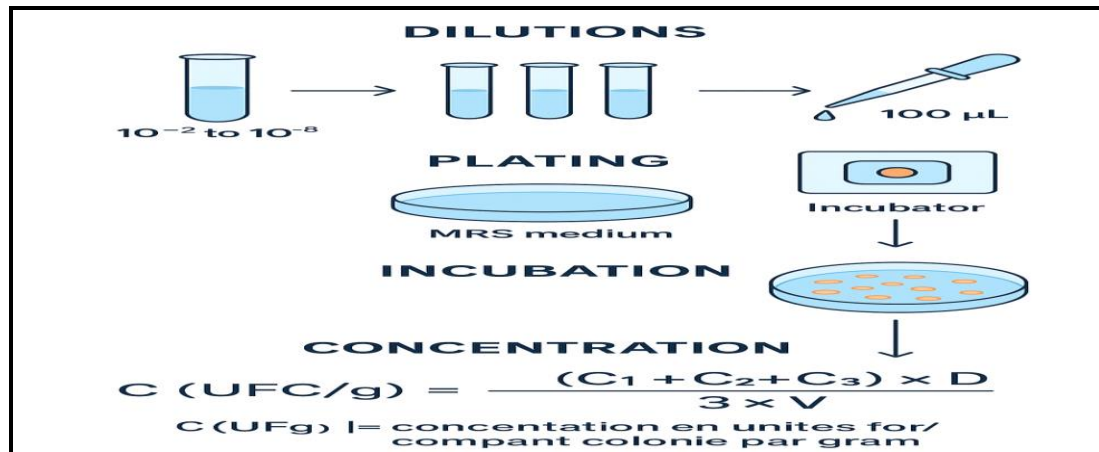 DILUTIONS
10⁻² to 10⁻⁸
100 µL
PLATING
MRS medium
Incubator
INCUBATION
CONCENTRATION
C (UFC/g) = (C₁ + C₂+ C₃) × D
3 × V
C (UFg) |= concentration en unites for/
compant colonie par gram